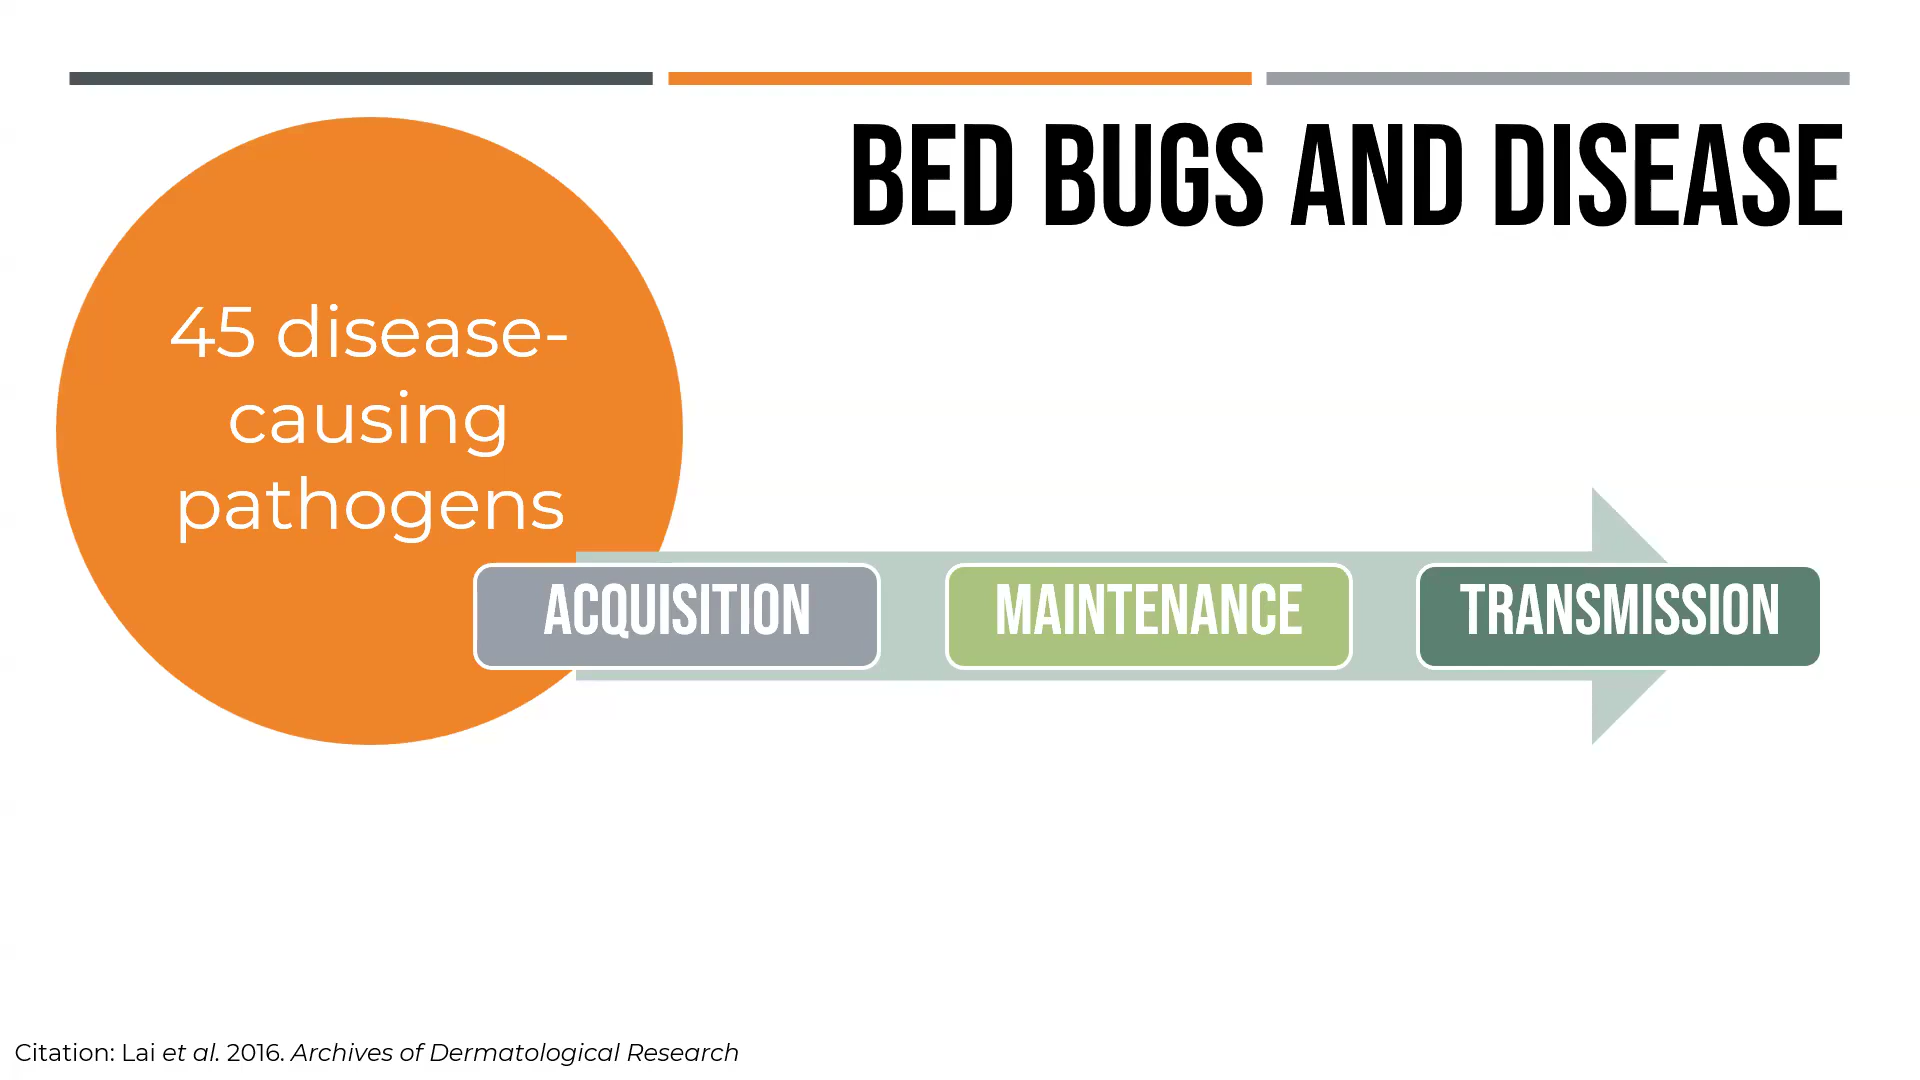 BED BUGS AND DISEASE
45 disease-
causing
pathogens
ACQUISITION
MAINTENANCE
TRANSMISSION
Citation: Lai et al. 2016. Archives of Dermatological Research